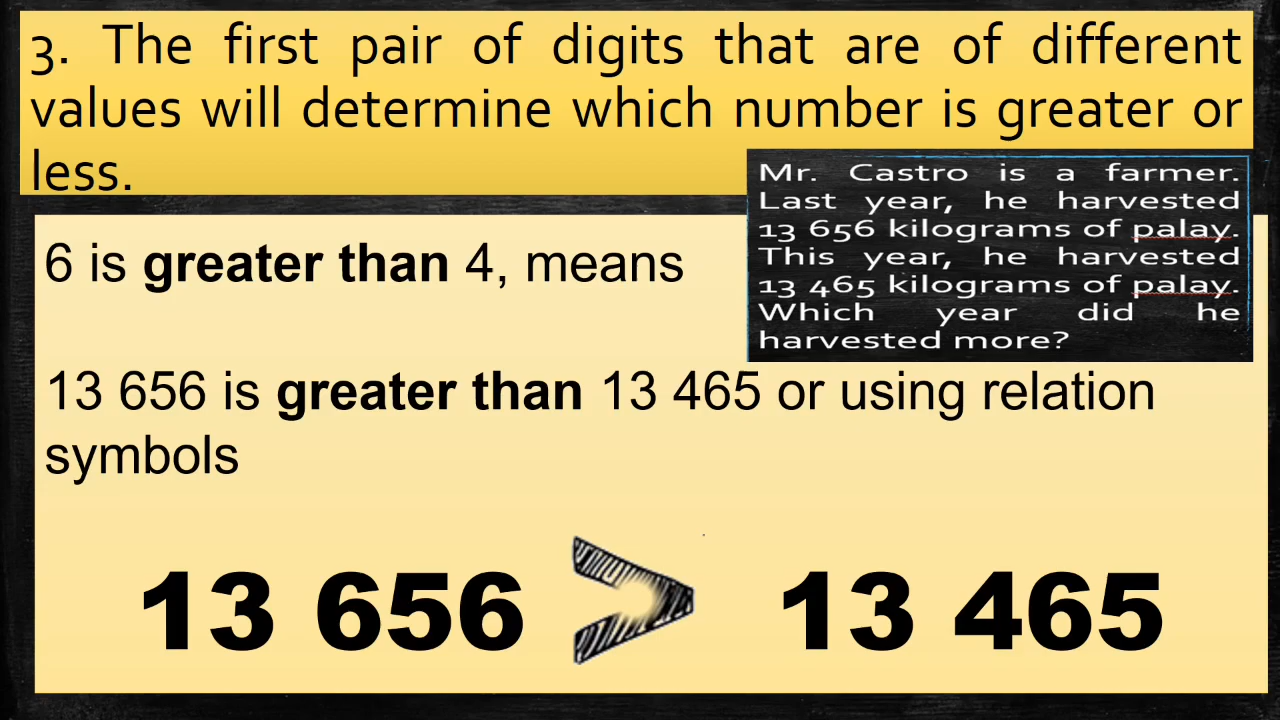 3. The first pair of digits that are of different
values will determine which number is greater or
less.
Mr. Castro is a farmer.
Last year, he harvested
13 656 kilograms of palay.
This year, he harvested
13 465 kilograms of palay.
Which year did he
harvested more?
6 is greater than 4, means
13 656 is greater than 13 465 or using relation
symbols
13 656 > 13 465